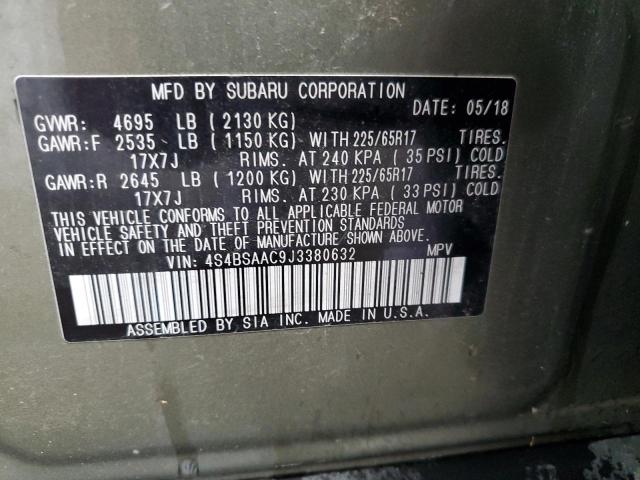 MFD BY SUBARU CORPORATION
DATE: 05/18
GVWR: 4695 LB ( 2130 KG)
GAWR:F 2535 LB ( 1150 KG) WITH 225/65R17 TIRES.
17X7J RIMS. AT 240 KPA ( 35 PSI) COLD
GAWR:R 2645 LB ( 1200 KG) WITH 225/65R17 TIRES.
17X7J RIMS. AT 230 KPA ( 33 PSI) COLD
THIS VEHICLE CONFORMS TO ALL APPLICABLE FEDERAL MOTOR
VEHICLE SAFETY AND THEFT PREVENTION STANDARDS
IN EFFECT ON THE DATE OF MANUFACTURE SHOWN ABOVE.
VIN: 4S4BSAAC9J3380632 MPV
ASSEMBLED BY SIA INC. MADE IN U.S.A.